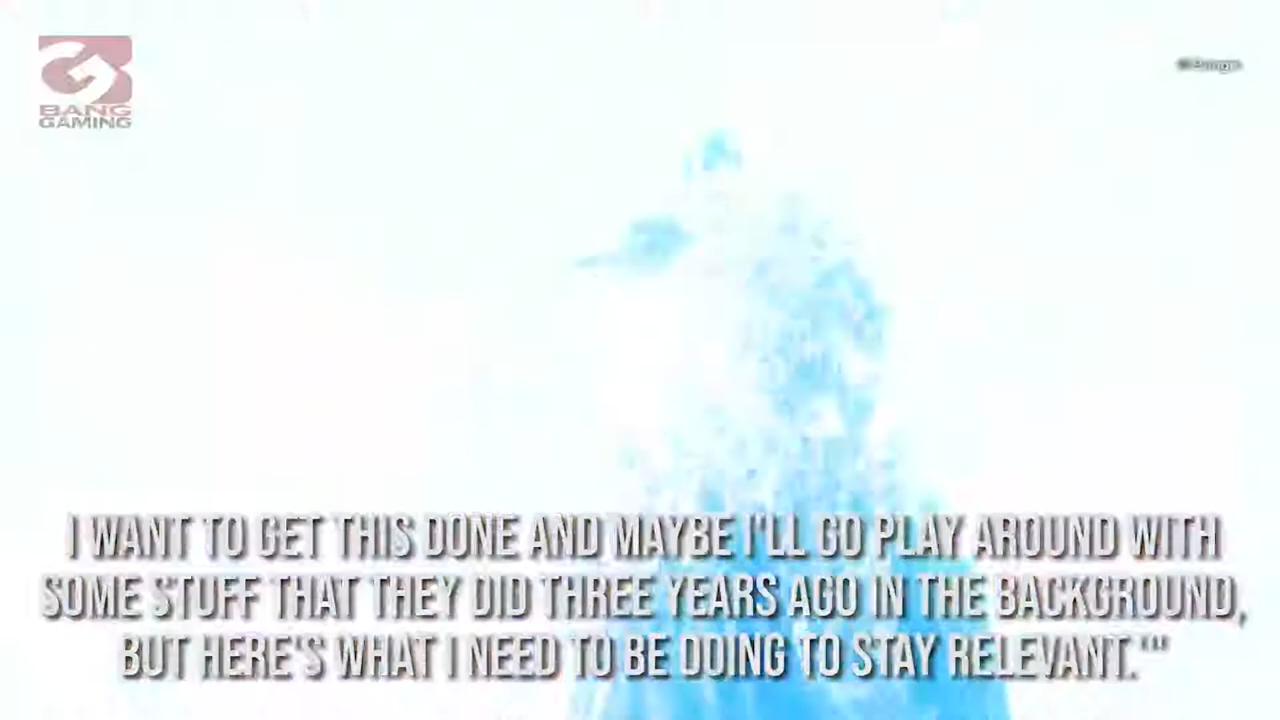 BANG
GAMING
I WANT TO GET THIS DONE AND MAYBE I'LL GO PLAY AROUND WITH
SOME STUFF THAT THEY DID THREE YEARS AGO IN THE BACKGROUND,
BUT HERE'S WHAT I NEED TO BE DOING TO STAY RELEVANT.'"